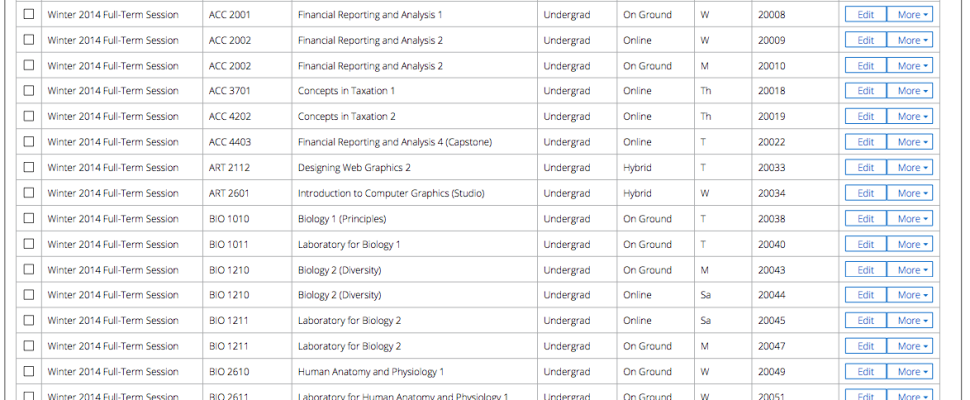 Winter 2014 Full-Term Session ACC 2001 Financial Reporting and Analysis 1 Undergrad On Ground W 20008 Edit More
Winter 2014 Full-Term Session ACC 2002 Financial Reporting and Analysis 2 Undergrad Online W 20009 Edit More
Winter 2014 Full-Term Session ACC 2002 Financial Reporting and Analysis 2 Undergrad On Ground M 20010 Edit More
Winter 2014 Full-Term Session ACC 3701 Concepts in Taxation 1 Undergrad Online Th 20018 Edit More
Winter 2014 Full-Term Session ACC 4202 Concepts in Taxation 2 Undergrad Online Th 20019 Edit More
Winter 2014 Full-Term Session ACC 4403 Financial Reporting and Analysis 4 (Capstone) Undergrad Online T 20022 Edit More
Winter 2014 Full-Term Session ART 2112 Designing Web Graphics 2 Undergrad Hybrid T 20033 Edit More
Winter 2014 Full-Term Session ART 2601 Introduction to Computer Graphics (Studio) Undergrad Hybrid W 20034 Edit More
Winter 2014 Full-Term Session BIO 1010 Biology 1 (Principles) Undergrad On Ground T 20038 Edit More
Winter 2014 Full-Term Session BIO 1011 Laboratory for Biology 1 Undergrad On Ground T 20040 Edit More
Winter 2014 Full-Term Session BIO 1210 Biology 2 (Diversity) Undergrad On Ground M 20043 Edit More
Winter 2014 Full-Term Session BIO 1210 Biology 2 (Diversity) Undergrad Online Sa 20044 Edit More
Winter 2014 Full-Term Session BIO 1211 Laboratory for Biology 2 Undergrad Online Sa 20045 Edit More
Winter 2014 Full-Term Session BIO 1211 Laboratory for Biology 2 Undergrad On Ground M 20047 Edit More
Winter 2014 Full-Term Session BIO 2610 Human Anatomy and Physiology 1 Undergrad On Ground W 20049 Edit More
Winter 2014 Full-Term Session BIO 2611 Laboratory for Human Anatomy and Physiology 1 Undergrad On Ground W 20051 Edit More